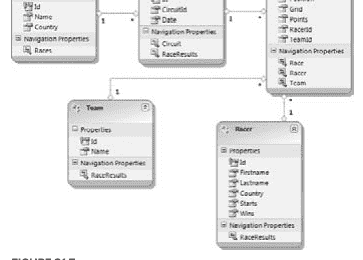 Id
Name
Country
Navigation Properties
Races
1
*
Id
CircuitId
Date
Navigation Properties
Circuit
RaceResults
1
*
Position
Grid
Points
RacerId
TeamId
Navigation Properties
Race
Racer
Team
1
*
*
1
Team
Properties
Id
Name
Navigation Properties
RaceResults
Racer
Properties
Id
Firstname
Lastname
Country
Starts
Wins
Navigation Properties
RaceResults